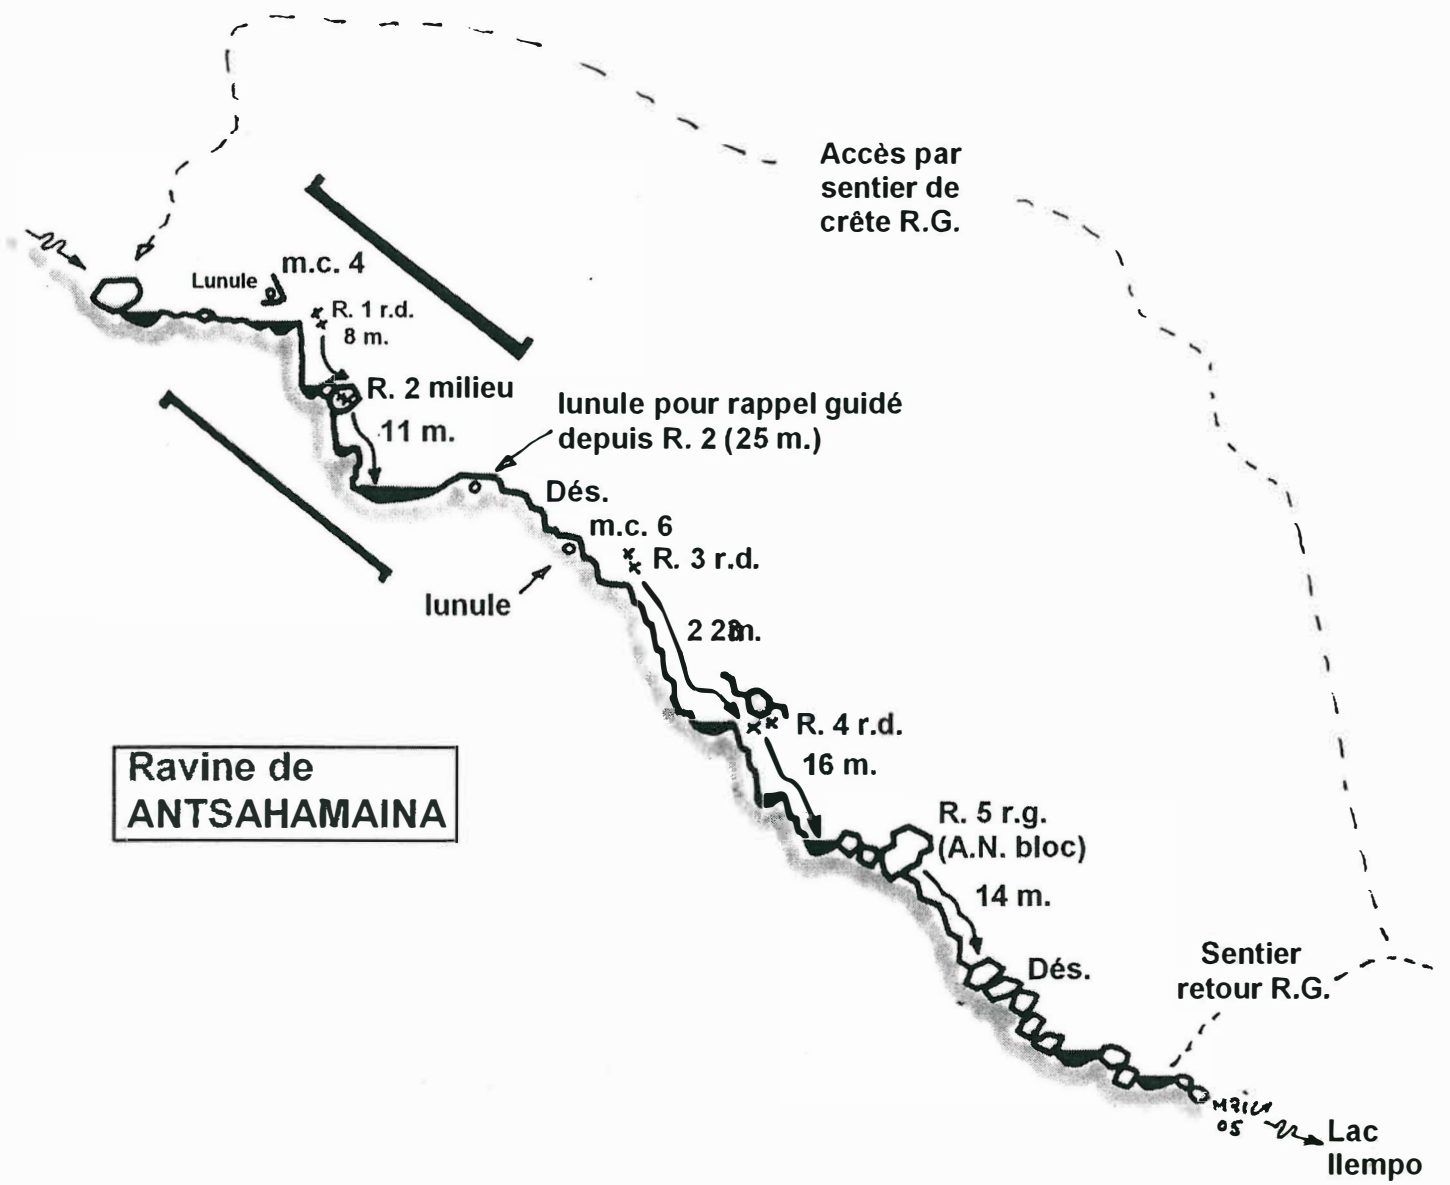 Accès par
sentier de
crête R.G.
m.c. 4
Lunule
R. 1 r.d.
8 m.
R. 2 milieu
11 m.
lunule pour rappel guidé
depuis R. 2 (25 m.)
Dés.
m.c. 6
R. 3 r.d.
lunule
R. 4 r.d.
16 m.
Ravine de
ANTSAHAMAINA
R. 5 r.g.
(A.N. bloc)
14 m.
Dés.
Sentier
retour R.G.
05
Lac
Ilempo